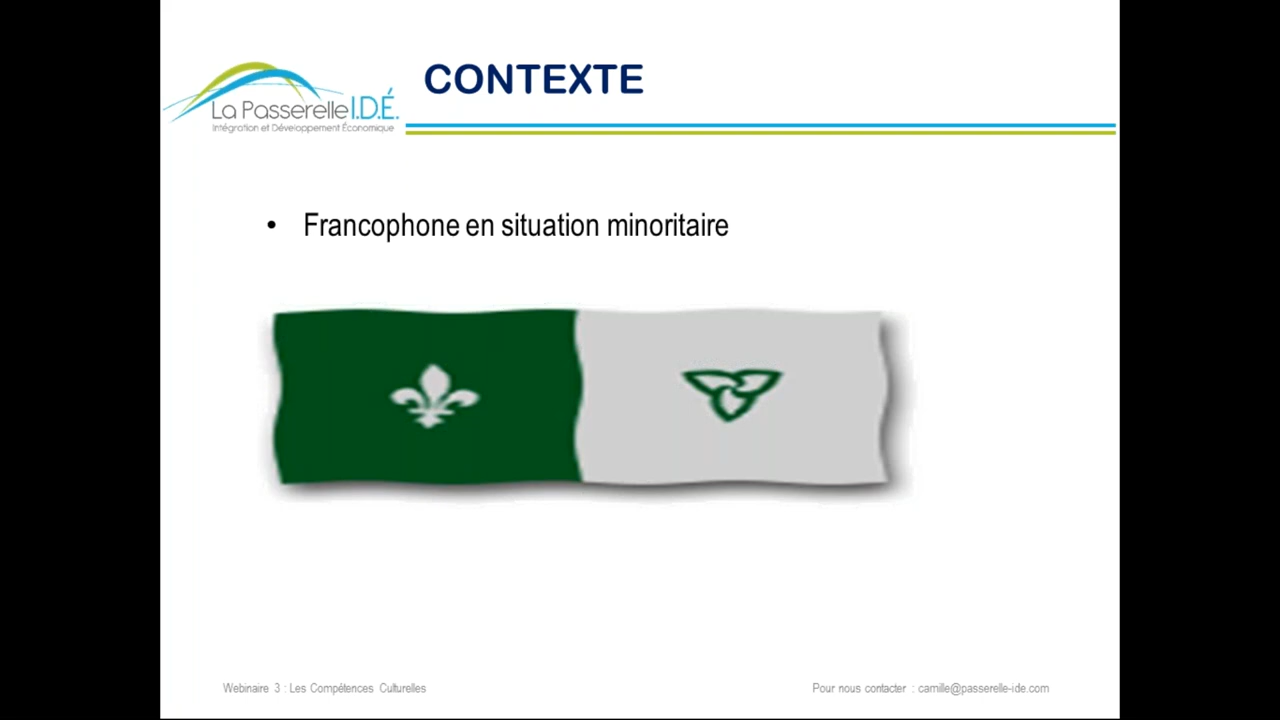 CONTEXTE
La Passerelle I.D.É.
Intégration et Développement Économique
• Francophone en situation minoritaire
Webinaire 3 : Les Compétences Culturelles
Pour nous contacter : camille@passerelle-ide.com